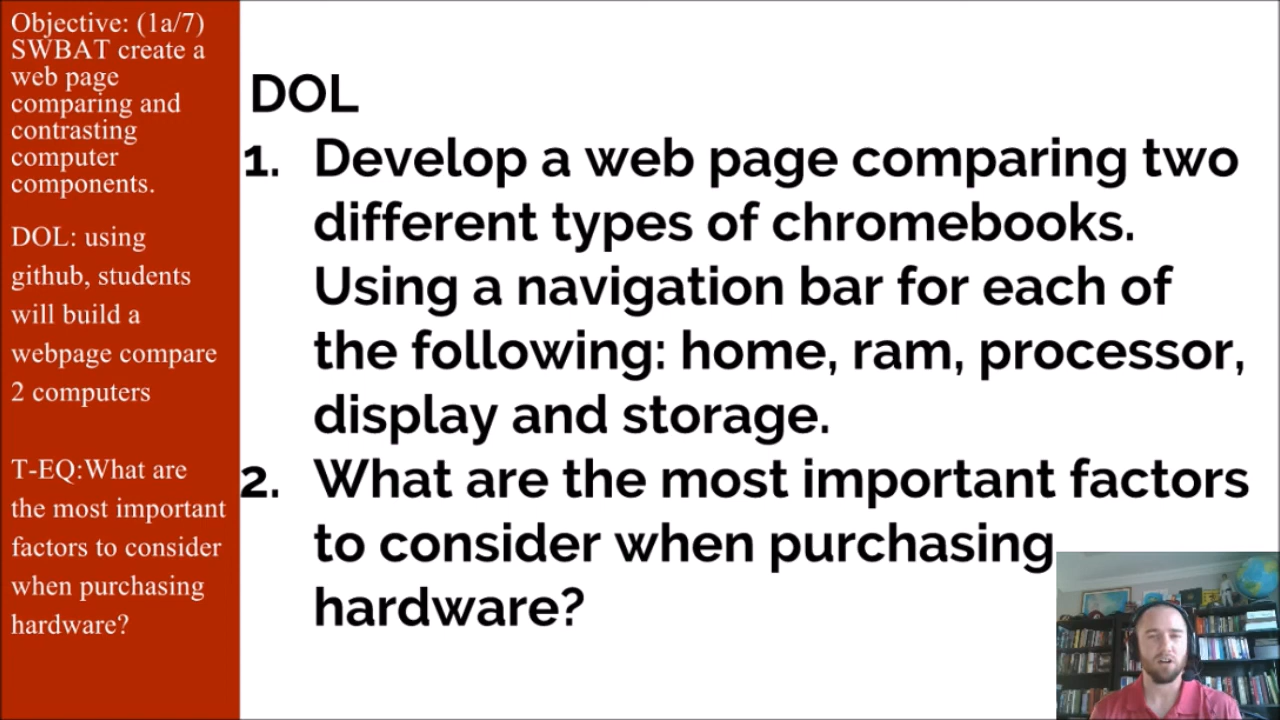 Objective: (1a/7)
SWBAT create a
web page
comparing and
contrasting
computer
components.
DOL: using
github, students
will build a
webpage compare
2 computers
T-EQ:What are
the most important
factors to consider
when purchasing
hardware?
DOL
1. Develop a web page comparing two
different types of chromebooks.
Using a navigation bar for each of
the following: home, ram, processor,
display and storage.
2. What are the most important factors
to consider when purchasing
hardware?